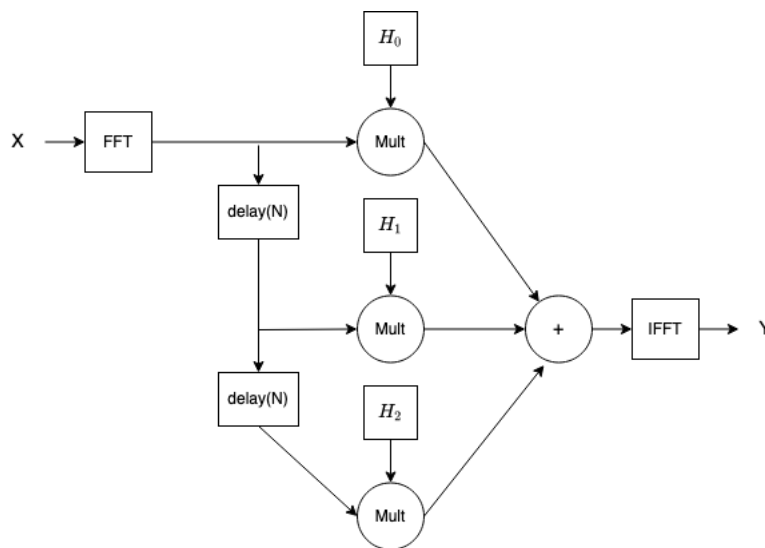 H₀
X
FFT
Mult
delay(N)
H₁
Mult
+
IFFT
Y
delay(N)
H₂
Mult